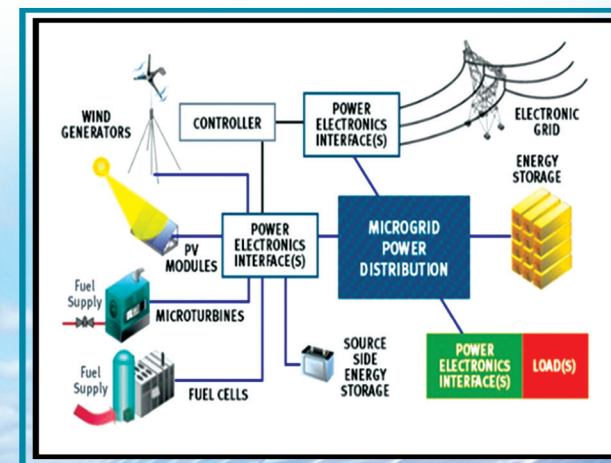 WIND
GENERATORS
CONTROLLER
POWER
ELECTRONICS
INTERFACE(S)
ELECTRONIC
GRID
ENERGY
STORAGE
PV
MODULES
POWER
ELECTRONICS
INTERFACE(S)
MICROGRID
POWER
DISTRIBUTION
Fuel
Supply
MICROTURBINES
Fuel
Supply
FUEL CELLS
SOURCE
SIDE
ENERGY
STORAGE
POWER
ELECTRONICS
INTERFACE(S)
LOAD(S)